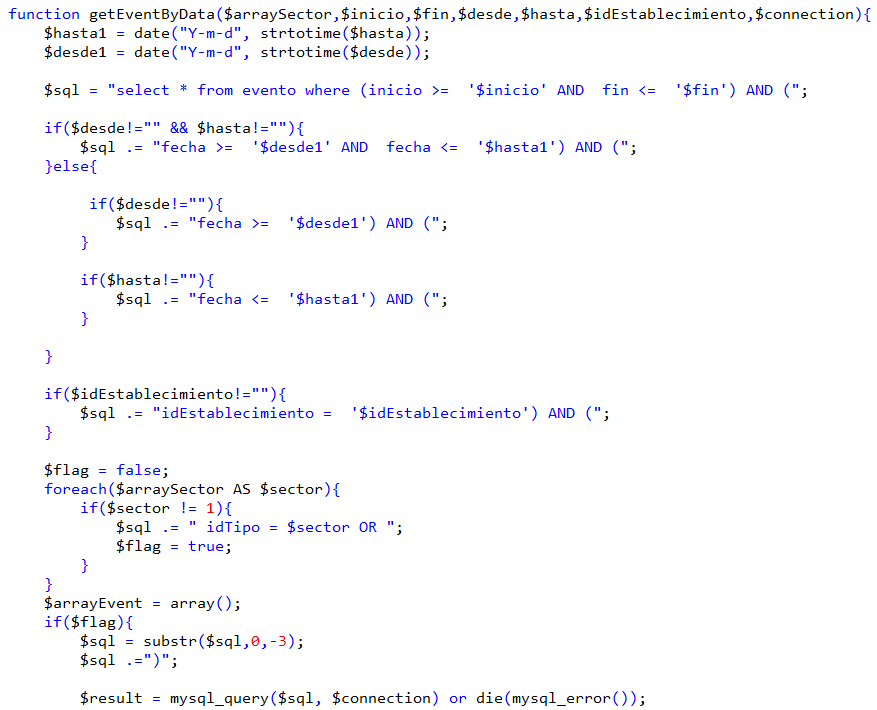 function getEventByData($arraySector,$inicio,$fin,$desde,$hasta,$idEstablecimiento,$connection){
    $hasta1 = date("Y-m-d", strtotime($hasta));
    $desde1 = date("Y-m-d", strtotime($desde));

    $sql = "select * from evento where (inicio >=  '$inicio' AND  fin <=  '$fin') AND (";

    if($desde!="" && $hasta!=""){
        $sql .= "fecha >=  '$desde1' AND  fecha <=  '$hasta1') AND (";
    }else{

         if($desde!=""){
            $sql .= "fecha >=  '$desde1') AND (";
        }

        if($hasta!=""){
            $sql .= "fecha <=  '$hasta1') AND (";
        }

    }

    if($idEstablecimiento!=""){
        $sql .= "idEstablecimiento =  '$idEstablecimiento') AND (";
    }

    $flag = false;
    foreach($arraySector AS $sector){
        if($sector != 1){
            $sql .= " idTipo = $sector OR ";
            $flag = true;
        }
    }
    $arrayEvent = array();
    if($flag){
        $sql = substr($sql,0,-3);
        $sql .=")";

        $result = mysql_query($sql, $connection) or die(mysql_error());